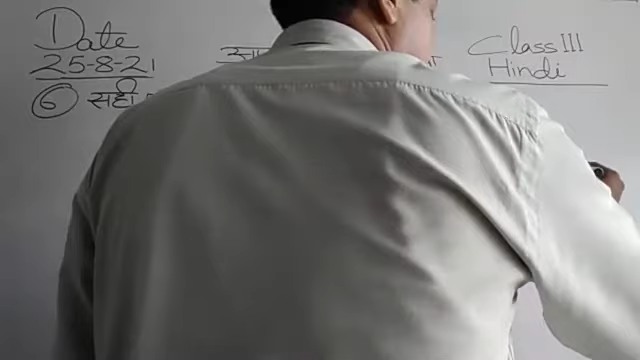 Date
25-8-21
Class III
Hindi
⑥ सही